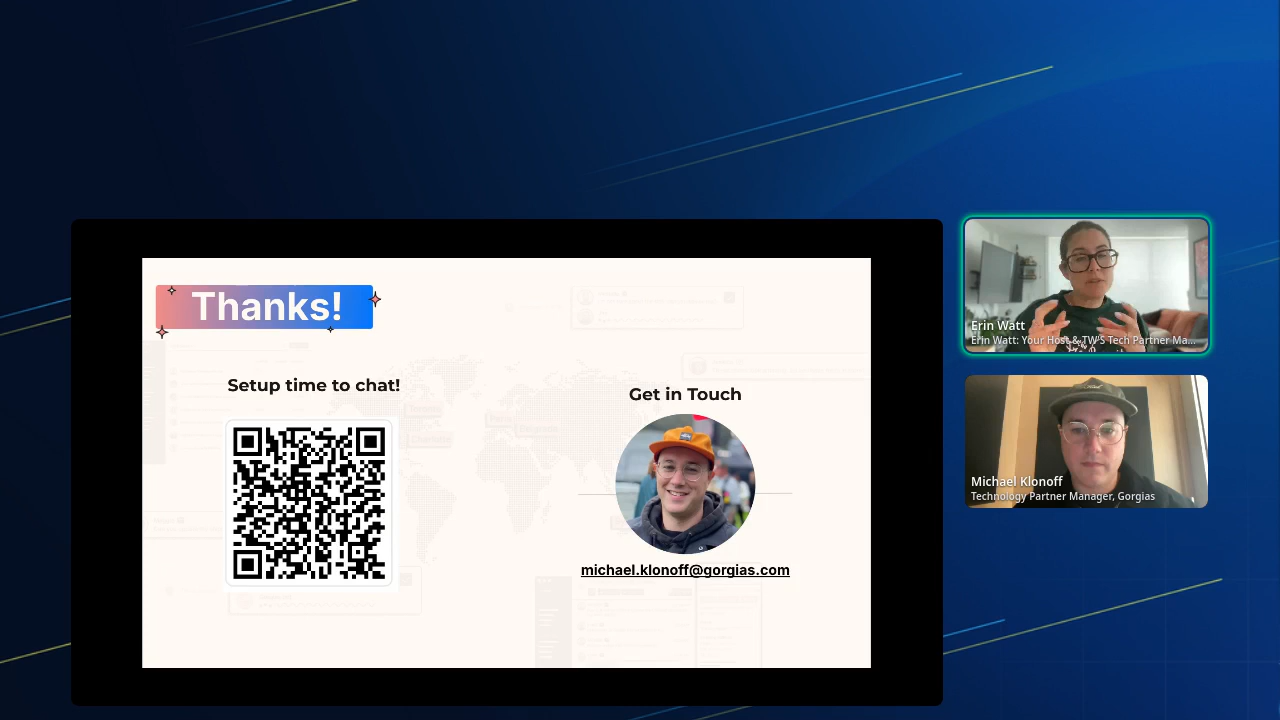 Thanks!
Setup time to chat!
Get in Touch
michael.klonoff@gorgias.com
Erin Watt
Erin Watt: Your Host & TW'S Tech Partner Ma...
Michael Klonoff
Technology Partner Manager, Gorgias